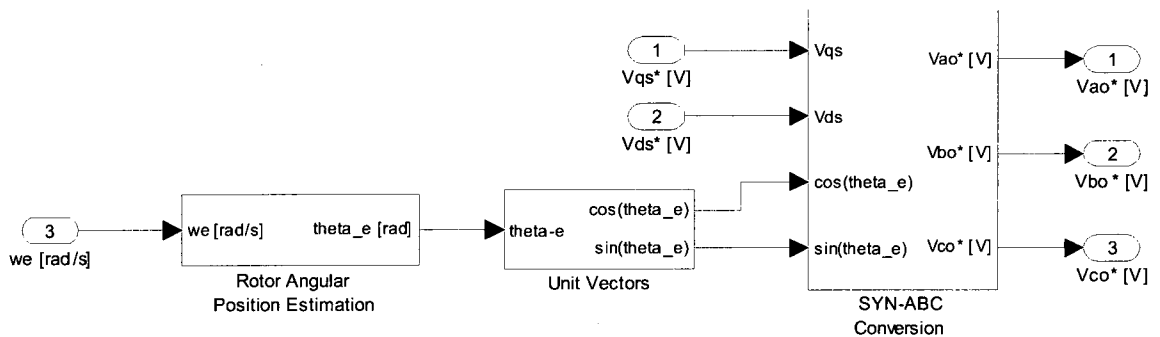 1
Vqs* [V]
2
Vds* [V]
3
we [rad/s]
we [rad/s]
theta_e [rad]
Rotor Angular
Position Estimation
theta-e
cos(theta_e)
sin(theta_e)
Unit Vectors
Vqs
Vds
cos(theta_e)
sin(theta_e)
Vao* [V]
Vbo* [V]
Vco* [V]
SYN-ABC
Conversion
1
Vao* [V]
2
Vbo* [V]
3
Vco* [V]